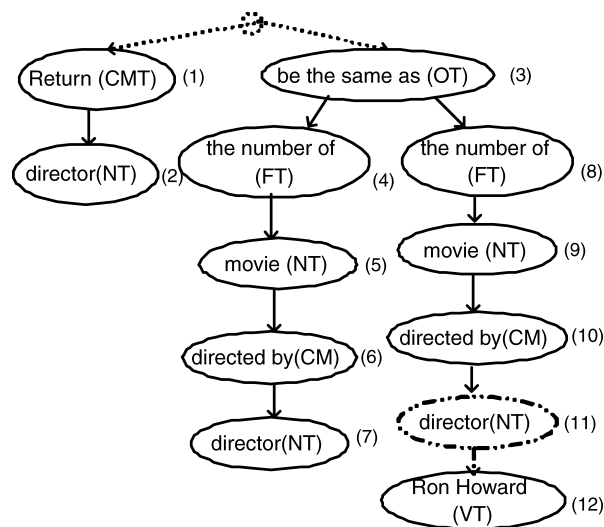 Return (CMT) (1)
be the same as (OT) (3)
director(NT) (2)
the number of
(FT) (4)
the number of
(FT) (8)
movie (NT) (5)
movie (NT) (9)
directed by(CM) (6)
directed by(CM) (10)
director(NT) (7)
director(NT) (11)
Ron Howard
(VT) (12)